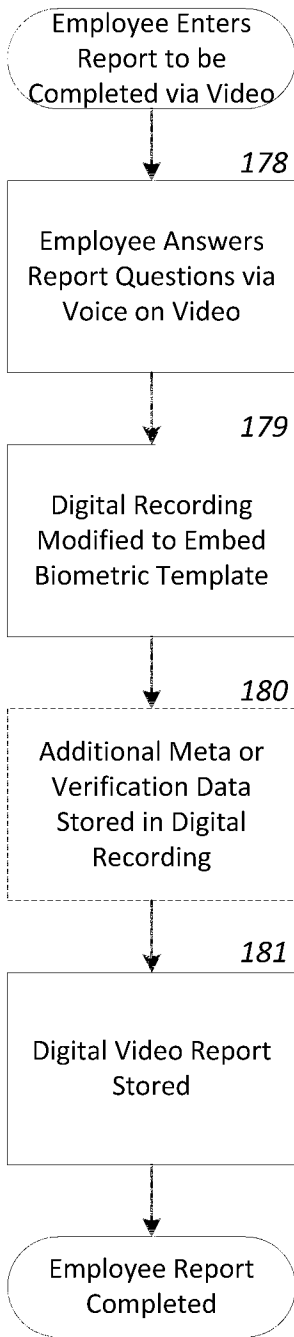 Employee Enters
Report to be
Completed via Video
178
Employee Answers
Report Questions via
Voice on Video
179
Digital Recording
Modified to Embed
Biometric Template
180
Additional Meta or
Verification Data
Stored in Digital
Recording
181
Digital Video Report
Stored
Employee Report
Completed